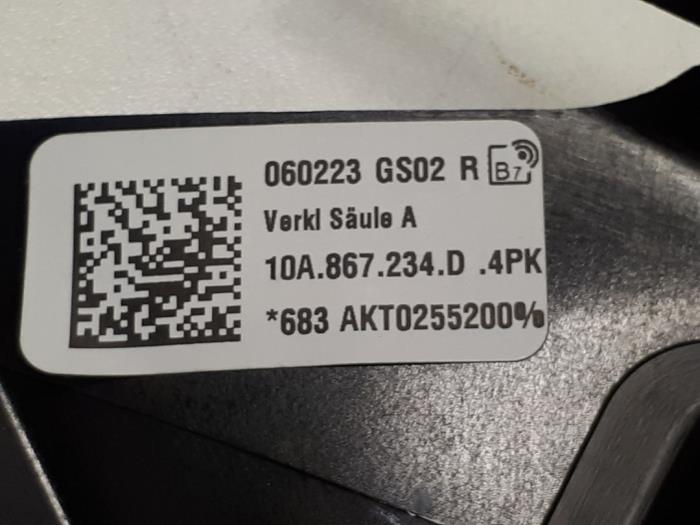 060223 GS02 R B7
Verkl Säule A
10A.867.234.D .4PK
*683 AKT0255200%